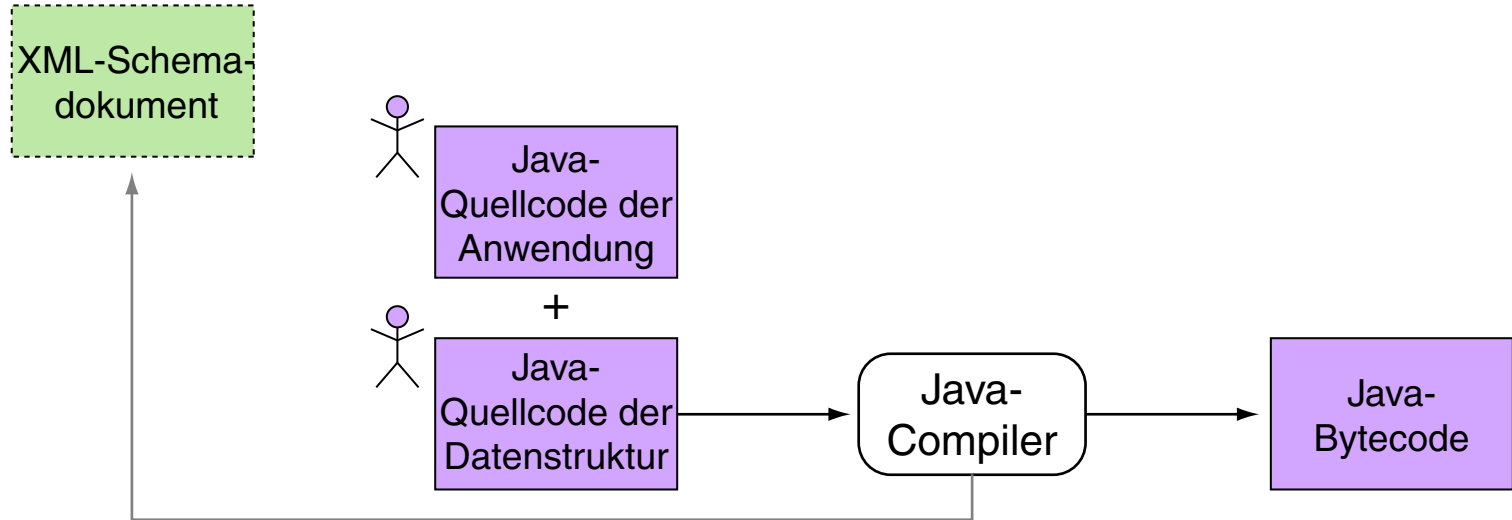 XML-Schema-
dokument
Java-
Quellcode der
Anwendung
+
Java-
Quellcode der
Datenstruktur
Java-
Compiler
Java-
Bytecode